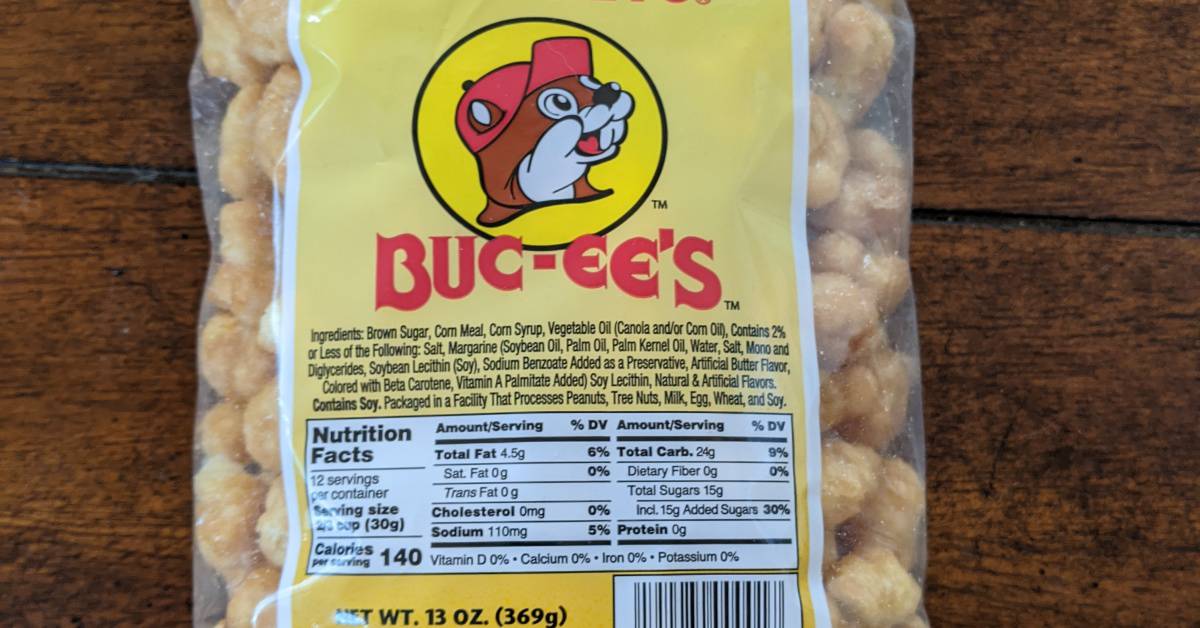 BUC-EE'S TM
TM
Ingredients: Brown Sugar, Corn Meal, Corn Syrup, Vegetable Oil (Canola and/or Corn Oil), Contains 2%
or Less of the Following: Salt, Margarine (Soybean Oil, Palm Oil, Palm Kernel Oil, Water, Salt, Mono and
Diglycerides, Soybean Lecithin (Soy), Sodium Benzoate Added as a Preservative, Artificial Butter Flavor,
Colored with Beta Carotene, Vitamin A Palmitate Added) Soy Lecithin, Natural & Artificial Flavors.
Contains Soy. Packaged in a Facility That Processes Peanuts, Tree Nuts, Milk, Egg, Wheat, and Soy.
Nutrition
Facts
12 servings
per container
Serving size
2/3 cup (30g)
Calories
per serving 140
Amount/Serving % DV
Total Fat 4.5g 6%
Sat. Fat 0g 0%
Trans Fat 0 g
Cholesterol 0mg 0%
Sodium 110mg 5%
Amount/Serving % DV
Total Carb. 24g 9%
Dietary Fiber 0g 0%
Total Sugars 15g
Incl. 15g Added Sugars 30%
Protein 0g
Vitamin D 0% • Calcium 0% • Iron 0% • Potassium 0%
NET WT. 13 OZ. (369g)